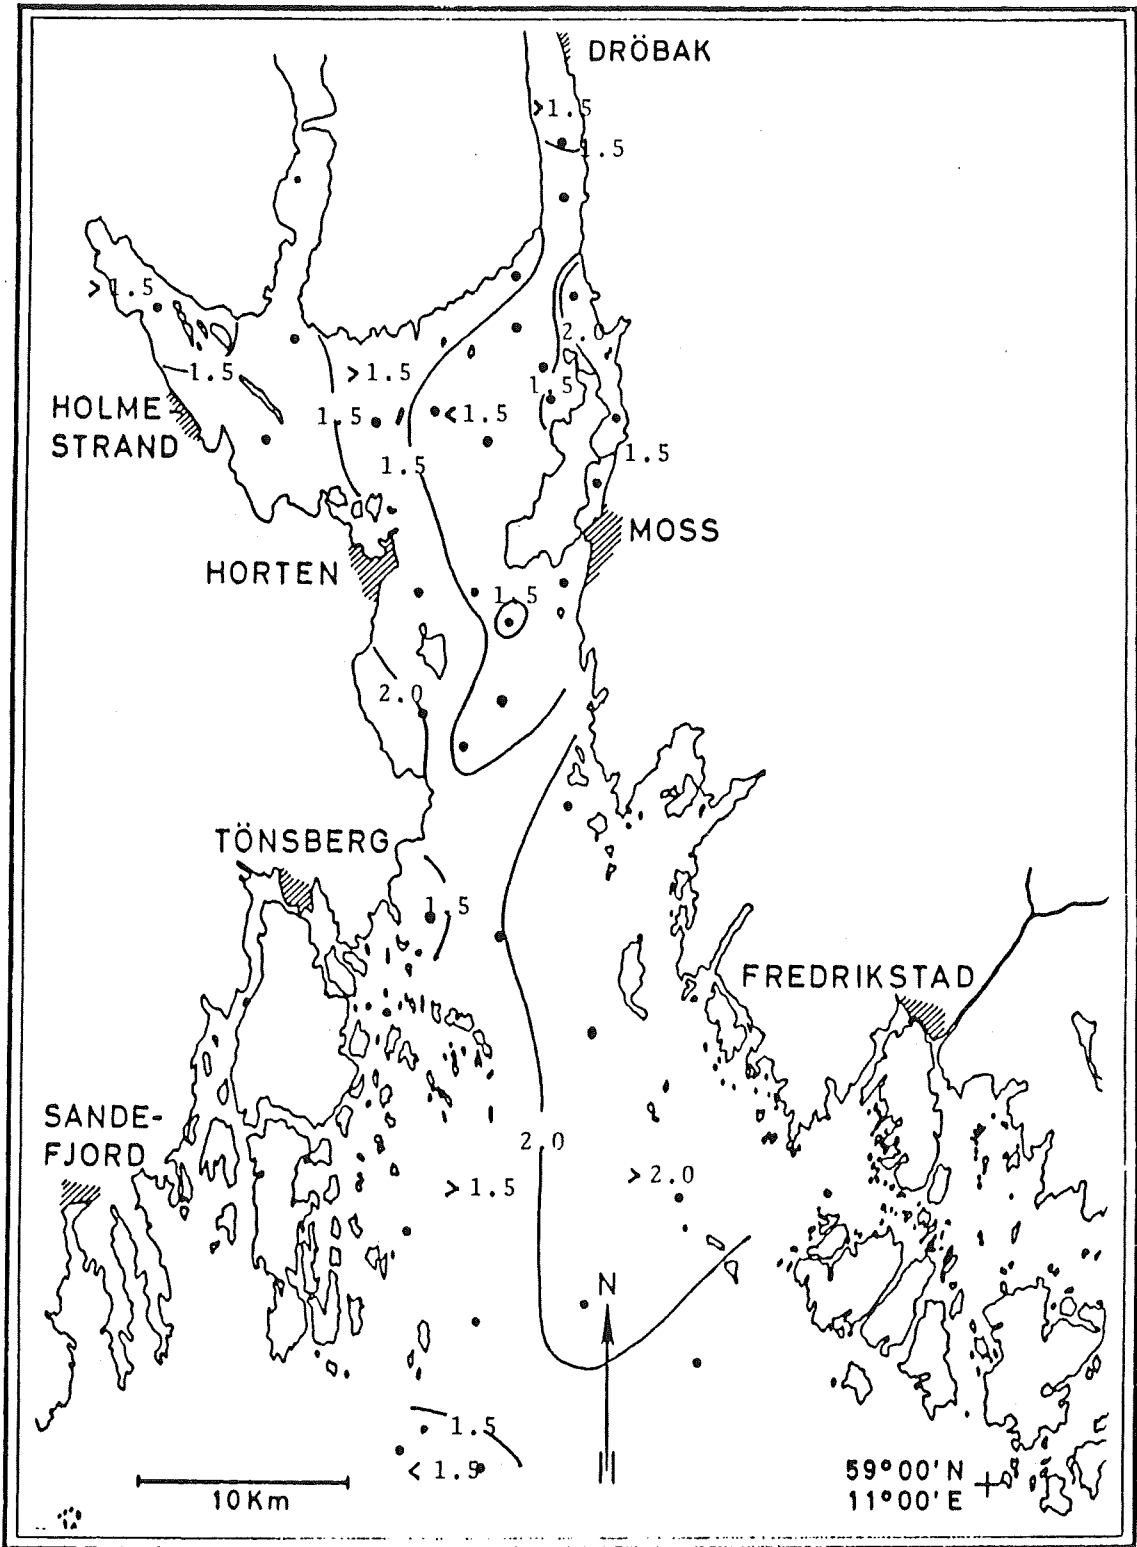 DRÖBAK
>1.5
1.5
>1.5
2.0
1.5
>1.5
1.5
1.5
<1.5
HOLME-
STRAND
1.5
1.5
MOSS
HORTEN
1.5
2.0
TÖNSBERG
1.5
FREDRIKSTAD
SANDE-
FJORD
2.0
>1.5
>2.0
N
1.5
< 1.5
10Km
59°00'N
11°00'E